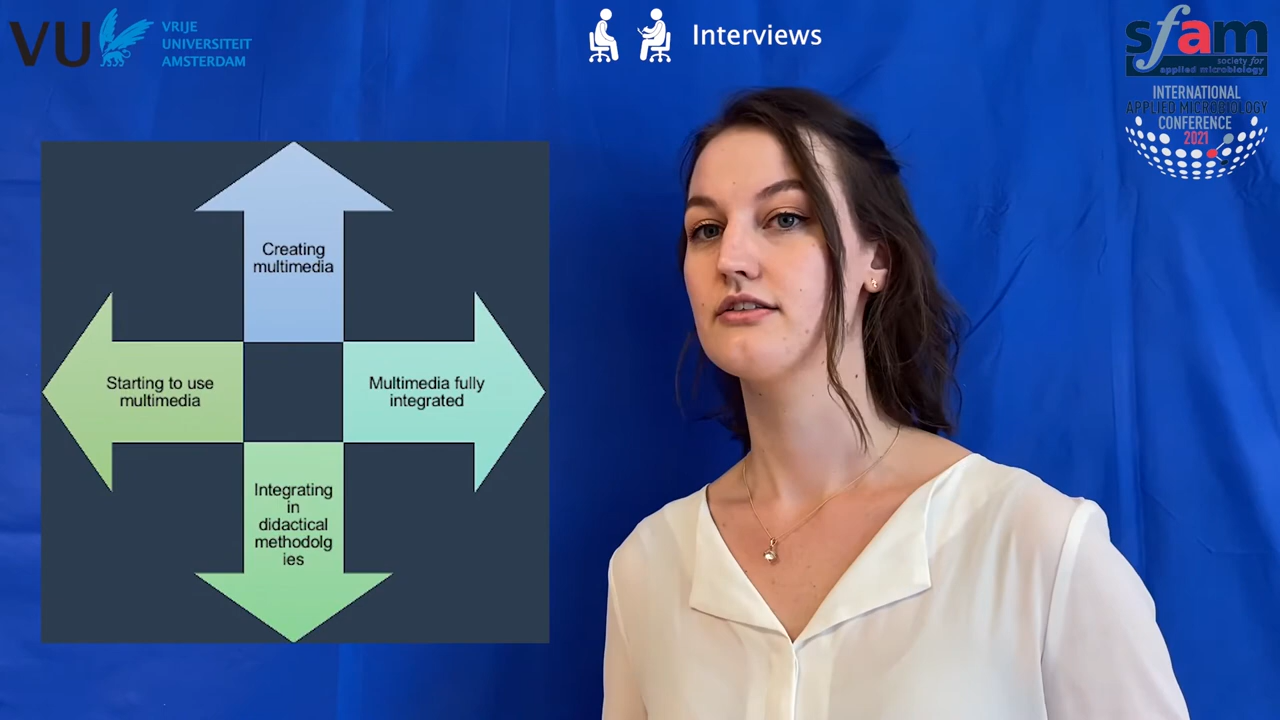 VU
VRIJE
UNIVERSITEIT
AMSTERDAM
Interviews
sfam
society for
applied microbiology
INTERNATIONAL
APPLIED MICROBIOLOGY
CONFERENCE
2021
Creating
multimedia
Starting to use
multimedia
Multimedia fully
integrated
Integrating
in
didactical
methodolg
ies